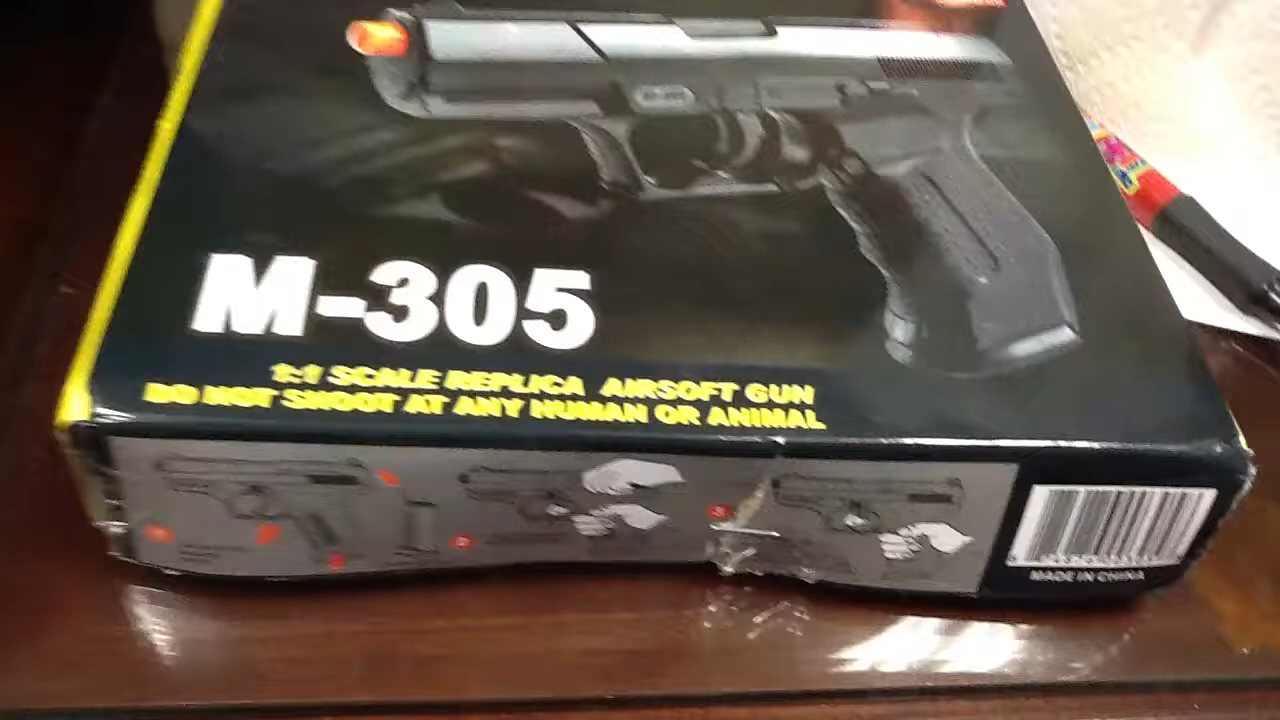 M-305
1:1 SCALE REPLICA AIRSOFT GUN
DO NOT SHOOT AT ANY HUMAN OR ANIMAL
MADE IN CHINA